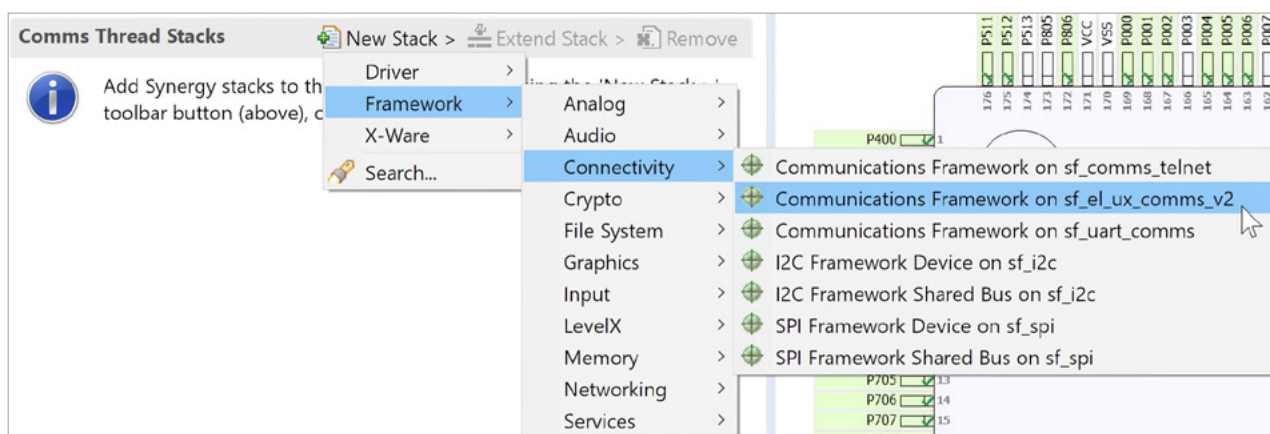 Comms Thread Stacks
New Stack > Extend Stack > Remove
Add Synergy stacks to th
toolbar button (above), c
Driver >
Framework >
X-Ware >
Search...
Analog >
Audio >
Connectivity >
Crypto >
File System >
Graphics >
Input >
LevelX >
Memory >
Networking >
Services >
Communications Framework on sf_comms_telnet
Communications Framework on sf_el_ux_comms_v2
Communications Framework on sf_uart_comms
I2C Framework Device on sf_i2c
I2C Framework Shared Bus on sf_i2c
SPI Framework Device on sf_spi
SPI Framework Shared Bus on sf_spi
P511 P512 P513 P805 P806 VCC VSS P000 P001 P002 P003 P004 P005 P006 P007
176 175 174 173 172 171 170 169 168 167 166 165 164 163 162
P400 1
P705 13
P706 14
P707 15